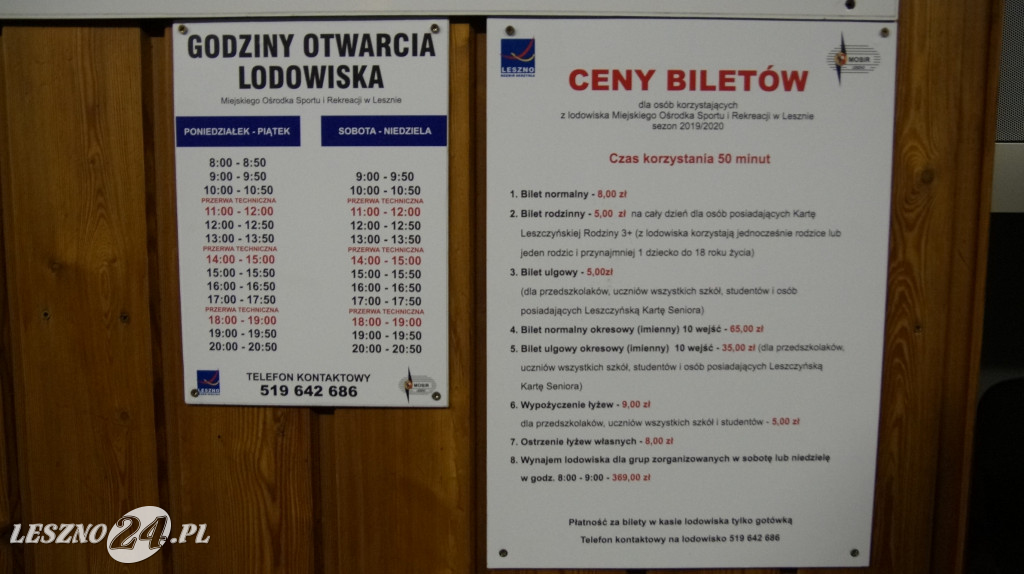 GODZINY OTWARCIA
LODOWISKA
Miejskiego Ośrodka Sportu i Rekreacji w Lesznie
PONIEDZIAŁEK - PIĄTEK
8:00 - 8:50
9:00 - 9:50
10:00 - 10:50
PRZERWA TECHNICZNA
11:00 - 12:00
12:00 - 12:50
13:00 - 13:50
PRZERWA TECHNICZNA
14:00 - 15:00
15:00 - 15:50
16:00 - 16:50
17:00 - 17:50
PRZERWA TECHNICZNA
18:00 - 19:00
19:00 - 19:50
20:00 - 20:50
SOBOTA - NIEDZIELA
9:00 - 9:50
10:00 - 10:50
PRZERWA TECHNICZNA
11:00 - 12:00
12:00 - 12:50
13:00 - 13:50
PRZERWA TECHNICZNA
14:00 - 15:00
15:00 - 15:50
16:00 - 16:50
17:00 - 17:50
PRZERWA TECHNICZNA
18:00 - 19:00
19:00 - 19:50
20:00 - 20:50
LESZNO
TELEFON KONTAKTOWY
519 642 686
MOSIR
LESZNO
MOSIR
CENY BILETÓW
dla osób korzystających
z lodowiska Miejskiego Ośrodka Sportu i Rekreacji w Lesznie
sezon 2019/2020
Czas korzystania 50 minut
1. Bilet normalny - 8,00 zł
2. Bilet rodzinny - 5,00 zł na cały dzień dla osób posiadających Kartę
Leszczyńskiej Rodziny 3+ (z lodowiska korzystają jednocześnie rodzice lub
jeden rodzic i przynajmniej 1 dziecko do 18 roku życia)
3. Bilet ulgowy - 5,00zł
(dla przedszkolaków, uczniów wszystkich szkół, studentów i osób
posiadających Leszczyńską Kartę Seniora)
4. Bilet normalny okresowy (imienny) 10 wejść - 65,00 zł
5. Bilet ulgowy okresowy (imienny) 10 wejść - 35,00 zł (dla przedszkolaków,
uczniów wszystkich szkół, studentów i osób posiadających Leszczyńską
Kartę Seniora)
6. Wypożyczenie łyżew - 9,00 zł
dla przedszkolaków, uczniów wszystkich szkół i studentów - 5,00 zł
7. Ostrzenie łyżew własnych - 8,00 zł
8. Wynajem lodowiska dla grup zorganizowanych w sobotę lub niedzielę
w godz. 8:00 - 9:00 - 369,00 zł
Płatność za bilety w kasie lodowiska tylko gotówką
Telefon kontaktowy na lodowisko 519 642 686
LESZNO24.PL